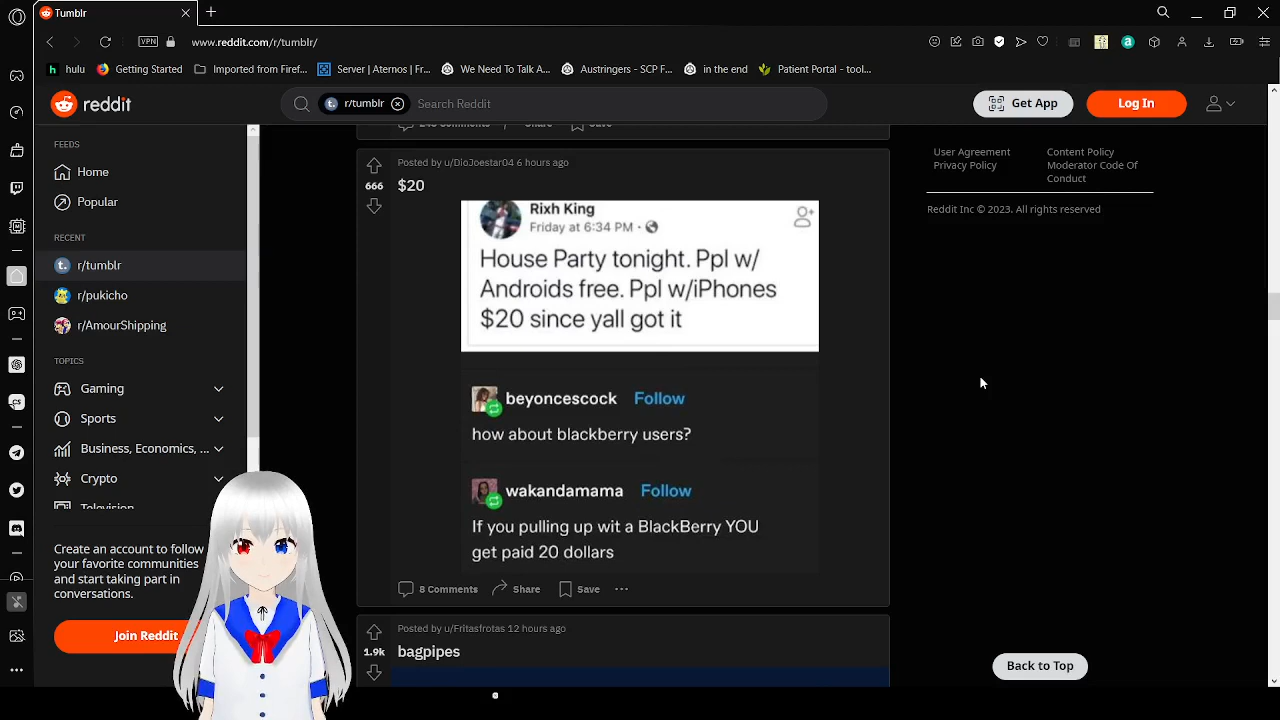 Tumblr
VPN
www.reddit.com/r/tumblr/
hulu
Getting Started
Imported from Firef...
Server | Aternos | Fr...
We Need To Talk A...
Austringers - SCP F...
in the end
Patient Portal - tool...
reddit
r/tumblr
Search Reddit
Get App
Log In
FEEDS
Home
Popular
RECENT
r/tumblr
r/pukicho
r/AmourShipping
TOPICS
Gaming
Sports
Business, Economics, ...
Crypto
Television
Create an account to follow
your favorite communities
and start taking part in
conversations.
Join Reddit
Comments
Share
Save
Posted by u/DioJoestar04 6 hours ago
666
$20
Rixh King
Friday at 6:34 PM
House Party tonight. Ppl w/
Androids free. Ppl w/iPhones
$20 since yall got it
beyoncescock Follow
how about blackberry users?
wakandamama Follow
If you pulling up wit a BlackBerry YOU
get paid 20 dollars
8 Comments
Share
Save
Posted by u/Fritasfrotas 12 hours ago
1.9k
bagpipes
User Agreement
Privacy Policy
Content Policy
Moderator Code Of
Conduct
Reddit Inc © 2023. All rights reserved
Back to Top